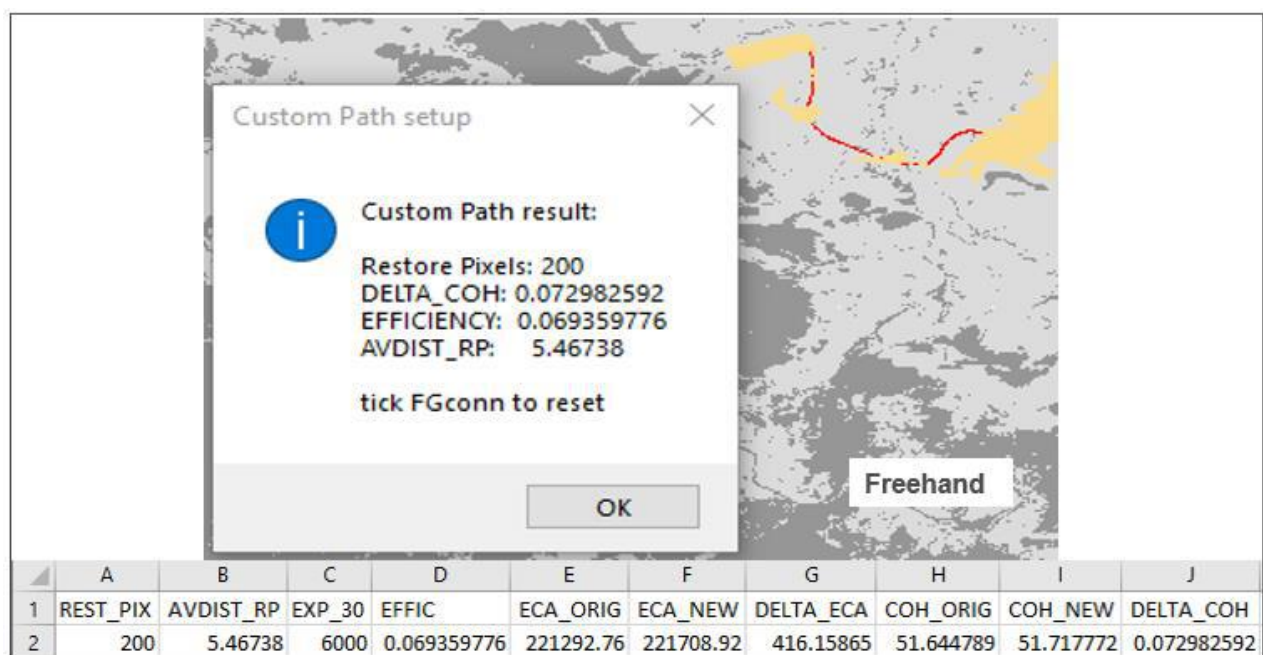 Custom Path setup
Custom Path result:
Restore Pixels: 200
DELTA_COH: 0.072982592
EFFICIENCY: 0.069359776
AVDIST_RP: 5.46738
tick FGconn to reset
OK
Freehand
A B C D E F G H I J
1 REST_PIX AVDIST_RP EXP_30 EFFIC ECA_ORIG ECA_NEW DELTA_ECA COH_ORIG COH_NEW DELTA_COH
2 200 5.46738 6000 0.069359776 221292.76 221708.92 416.15865 51.644789 51.717772 0.072982592